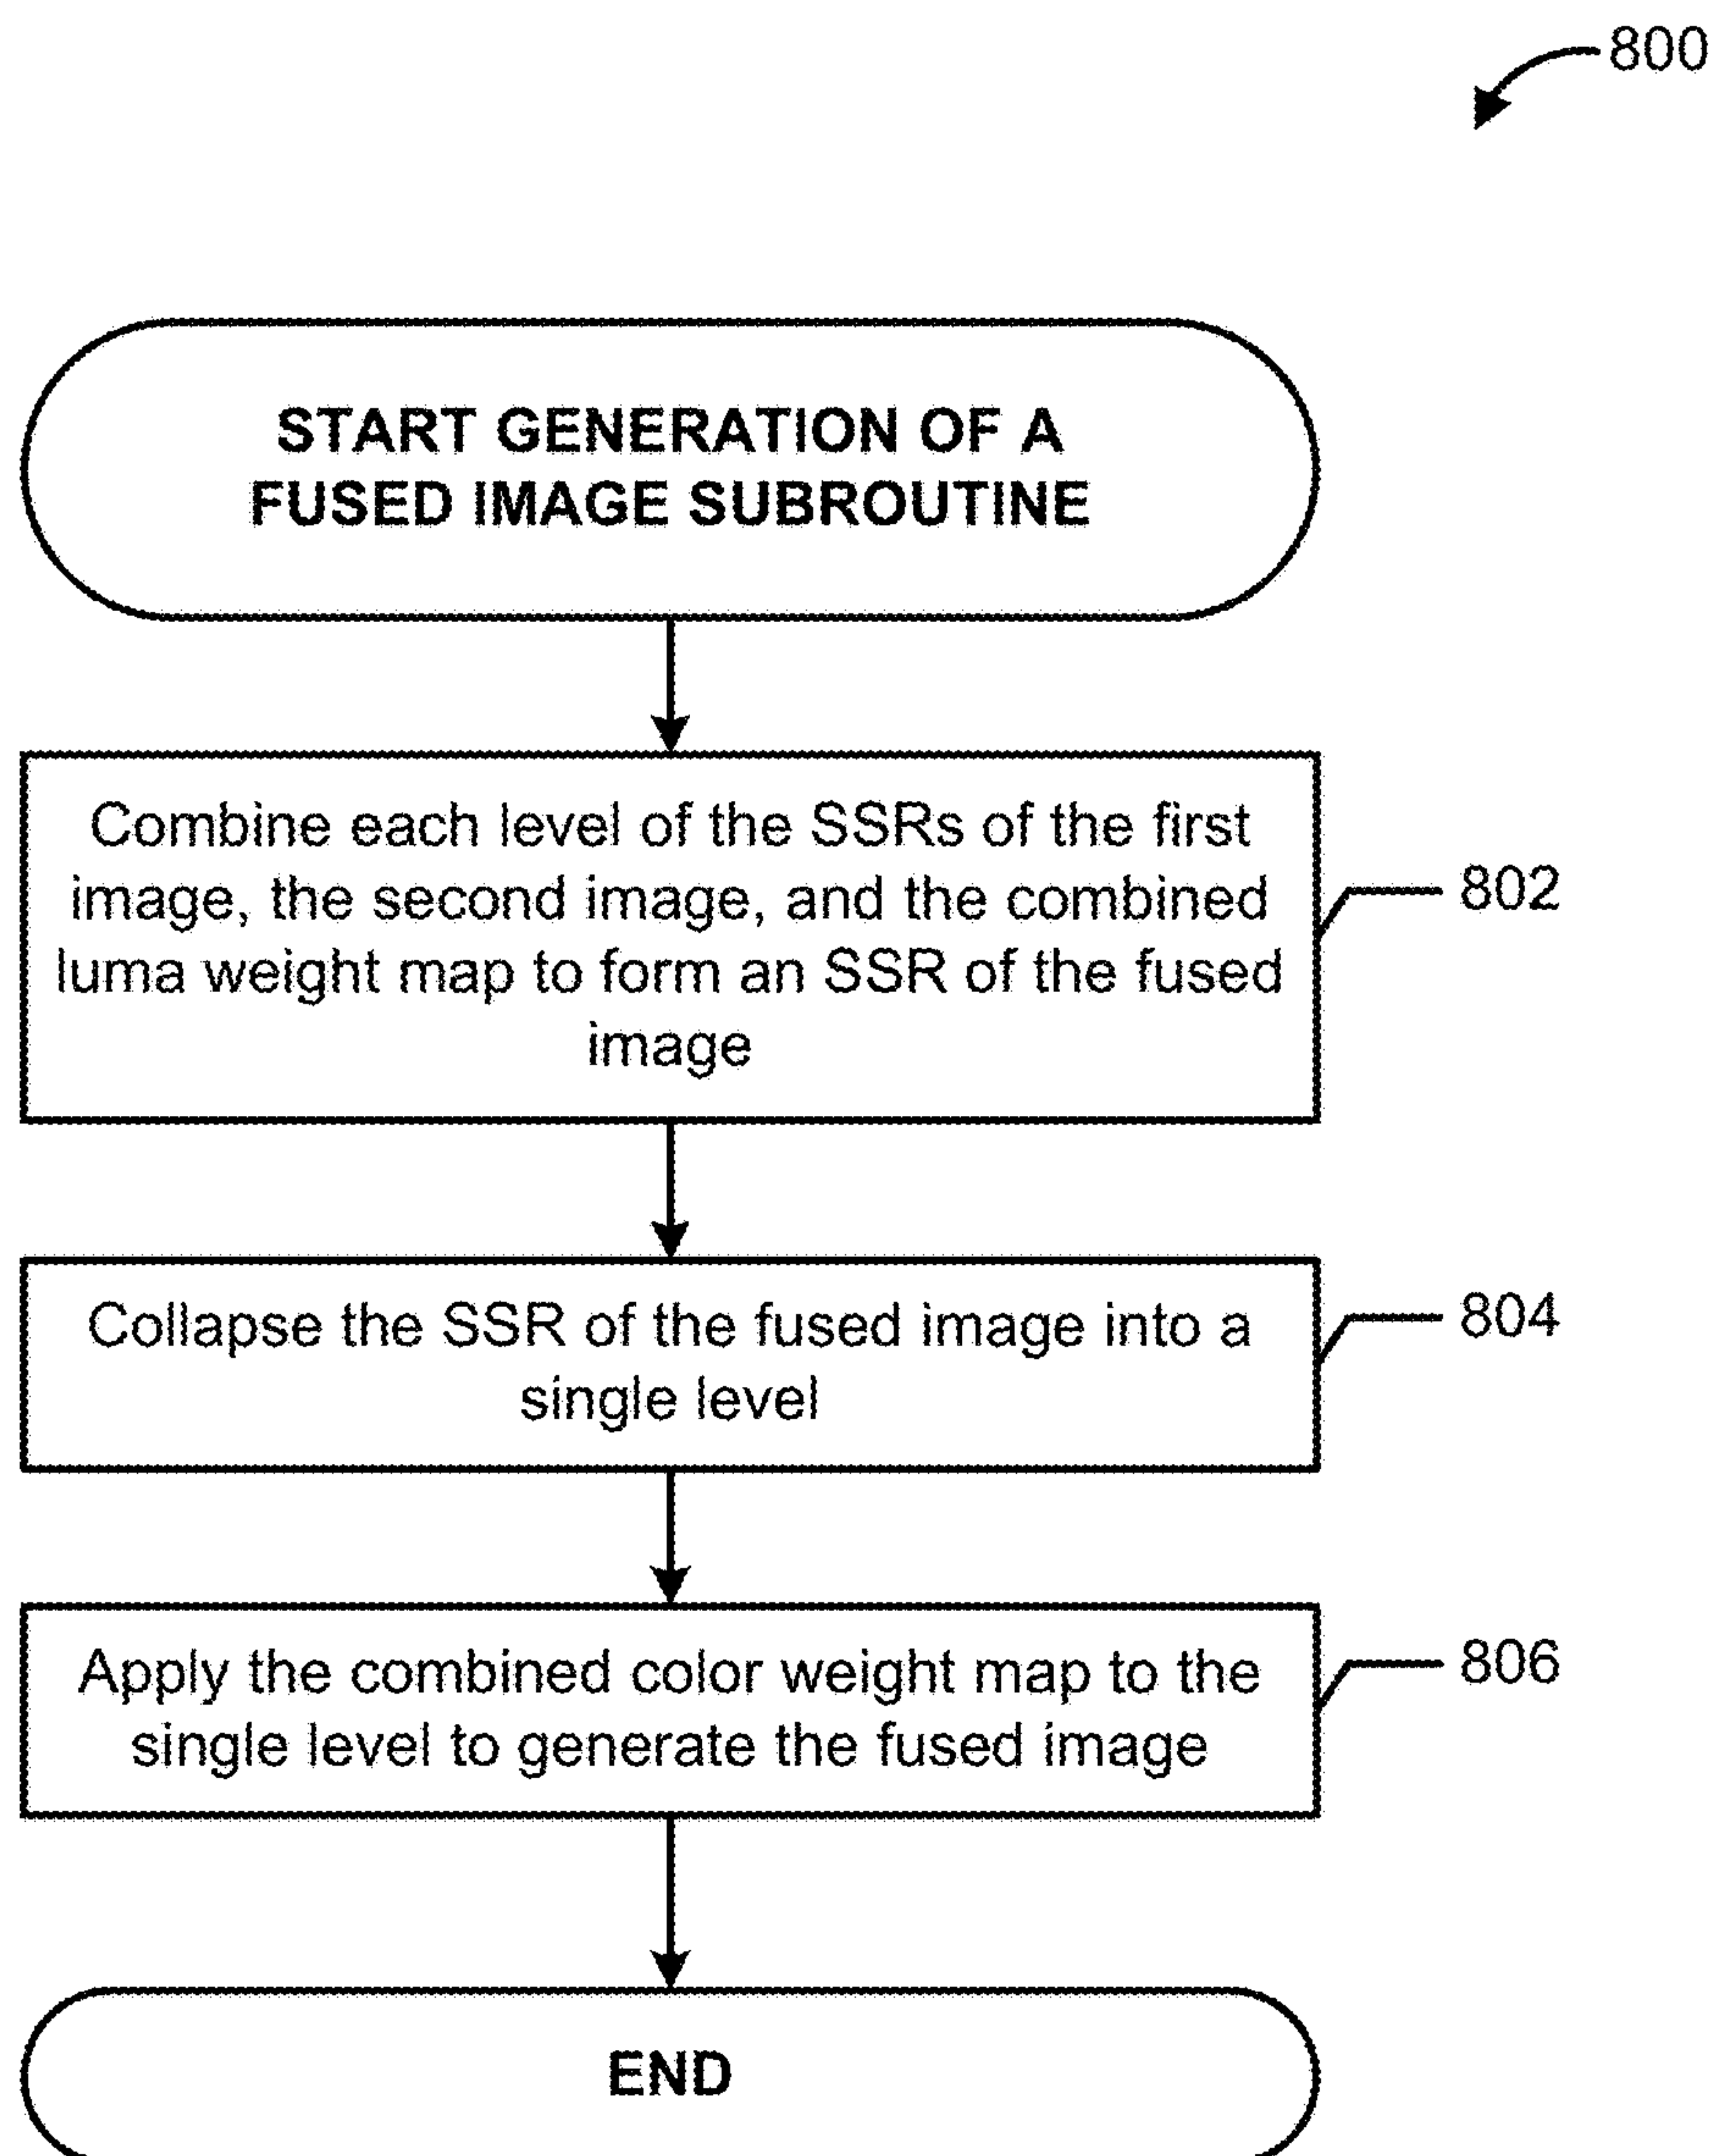 800
START GENERATION OF A
FUSED IMAGE SUBROUTINE
Combine each level of the SSRs of the first
image, the second image, and the combined
luma weight map to form an SSR of the fused
image
802
Collapse the SSR of the fused image into a
single level
804
Apply the combined color weight map to the
single level to generate the fused image
806
END